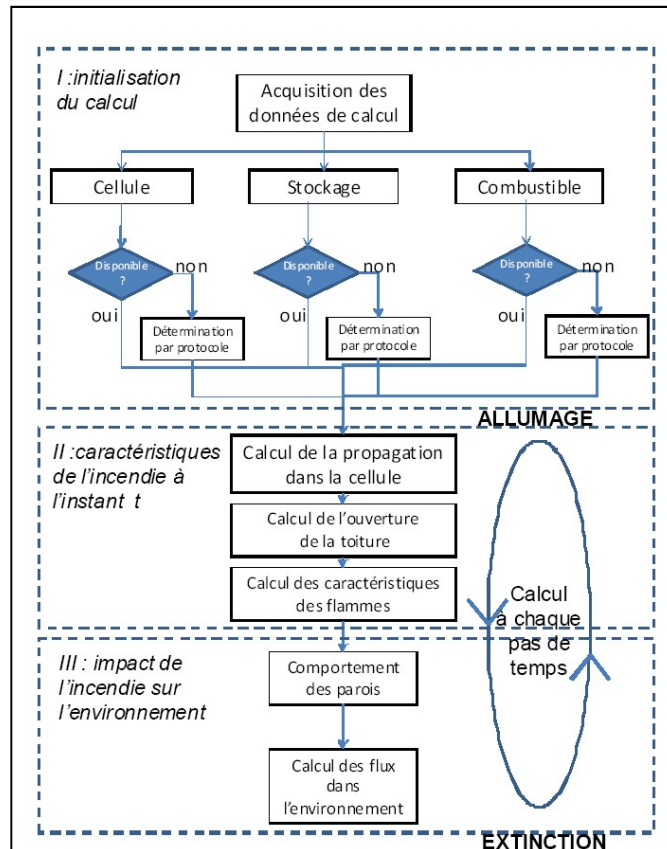 I :initialisation
du calcul
Acquisition des
données de calcul
Cellule
Stockage
Combustible
Disponible
?
non
oui
Disponible
?
non
oui
Disponible
?
non
oui
Détermination
par protocole
Détermination
par protocole
Détermination
par protocole
ALLUMAGE
II :caractéristiques
de l’incendie à
l’instant t
Calcul de la propagation
dans la cellule
Calcul de l’ouverture
de la toiture
Calcul des caractéristiques
des flammes
Calcul
à chaque
pas de
temps
III : impact de
l’incendie sur
l’environnement
Comportement
des parois
Calcul des flux
dans
l’environnement
EXTINCTION